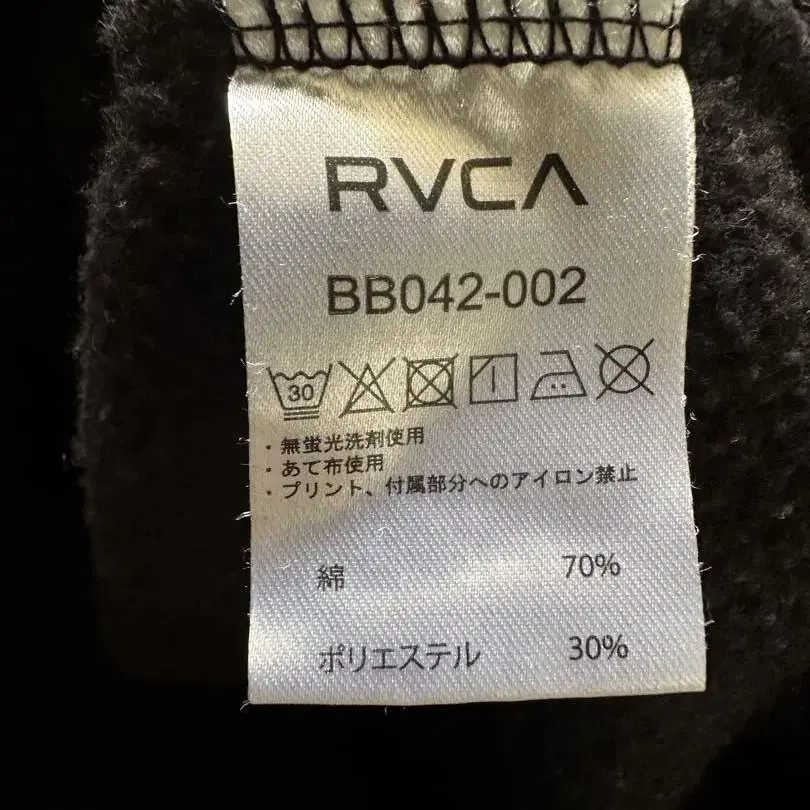 RVCA
BB042-002
30
・無蛍光洗剤使用
・あて布使用
・プリント、付属部分へのアイロン禁止
綿 70%
ポリエステル 30%